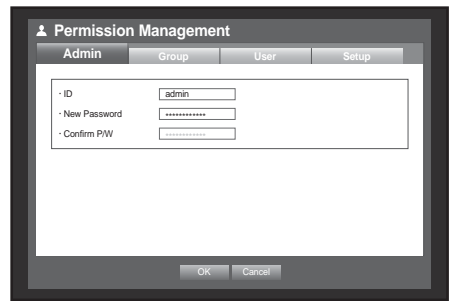 Permission Management
Admin Group User Setup
· ID admin
· New Password ••••••••••••
· Confirm P/W ••••••••••••
OK Cancel